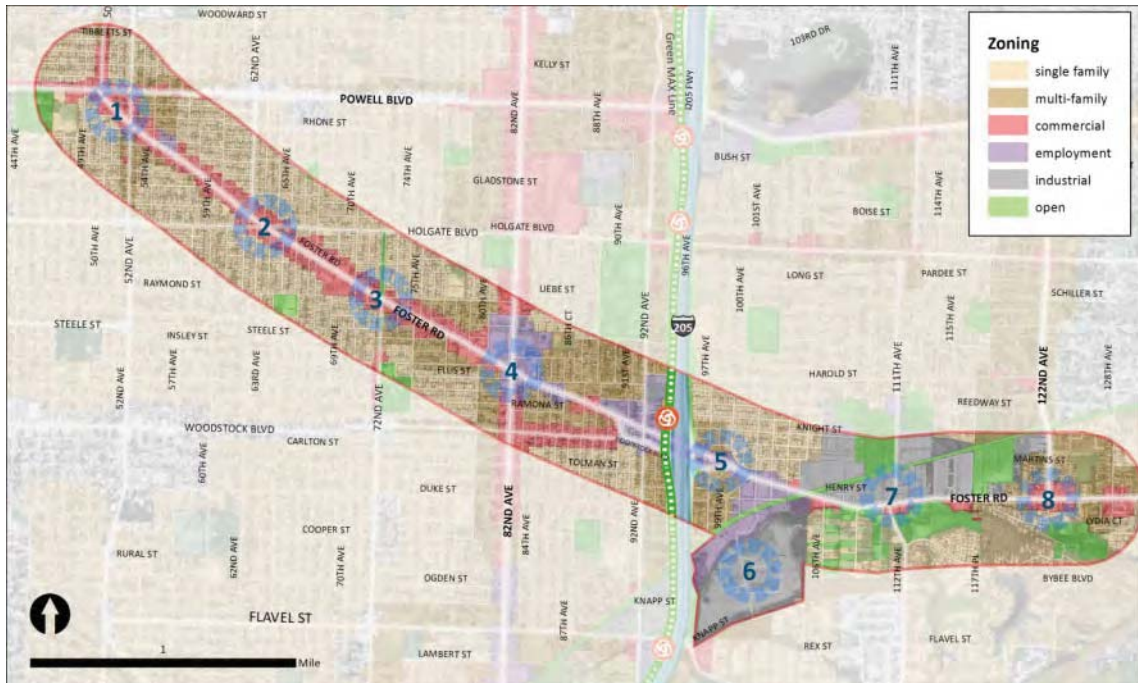 WOODWARD ST
50
TIBBETTS ST
62ND AVE
KELLY ST
103RD DR
111TH AVE
Zoning
single family
multi-family
commercial
employment
industrial
open
Green MAX Line
I205 FWY
1
POWELL BLVD
82ND AVE
88TH AVE
RHONE ST
44TH AVE
54TH AVE
59TH AVE
65TH AVE
70TH AVE
74TH AVE
BUSH ST
GLADSTONE ST
101ST AVE
114TH AVE
BOISE ST
2
HOLGATE BLVD
HOLGATE BLVD
90TH AVE
96TH AVE
50TH AVE
52ND AVE
FOSTER RD
RAYMOND ST
75TH AVE
LIEBE ST
LONG ST
PARDEE ST
SCHILLER ST
3
FOSTER RD
80TH AVE
86TH CT
92ND AVE
100TH AVE
115TH AVE
STEELE ST
INSLEY ST
STEELE ST
69TH AVE
205
97TH AVE
57TH AVE
63RD AVE
ELLIS ST
4
91ST AVE
HAROLD ST
111TH AVE
122ND AVE
128TH AVE
52ND AVE
72ND AVE
RAMONA ST
REEDWAY ST
WOODSTOCK BLVD
CARLTON ST
KNIGHT ST
60TH AVE
TOLMAN ST
5
MARTINS ST
DUKE ST
HENRY ST
7
FOSTER RD
8
99TH AVE
LYDIA CT
82ND AVE
84TH AVE
92ND AVE
COOPER ST
RURAL ST
62ND AVE
70TH AVE
OGDEN ST
6
112TH AVE
117TH PL
BYBEE BLVD
KNAPP ST
FLAVEL ST
87TH AVE
KNAPP ST
REX ST
FLAVEL ST
LAMBERT ST
1
Mile